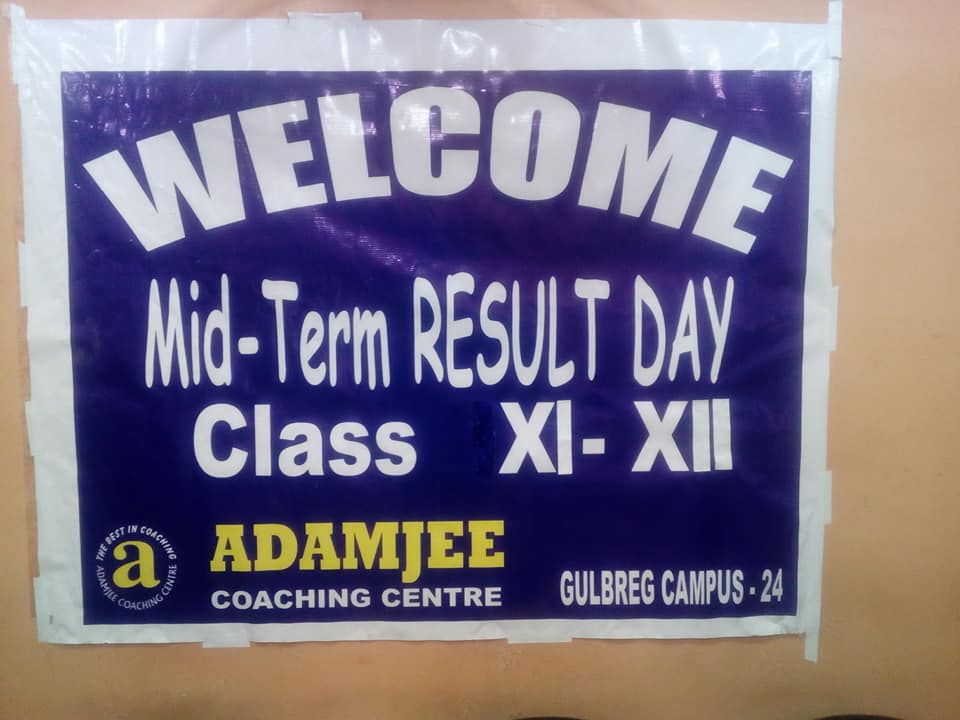 WELCOME
Mid-Term RESULT DAY
Class XI- XII
THE BEST IN COACHING
a
ADAMJEE COACHING CENTRE
ADAMJEE
COACHING CENTRE
GULBREG CAMPUS - 24